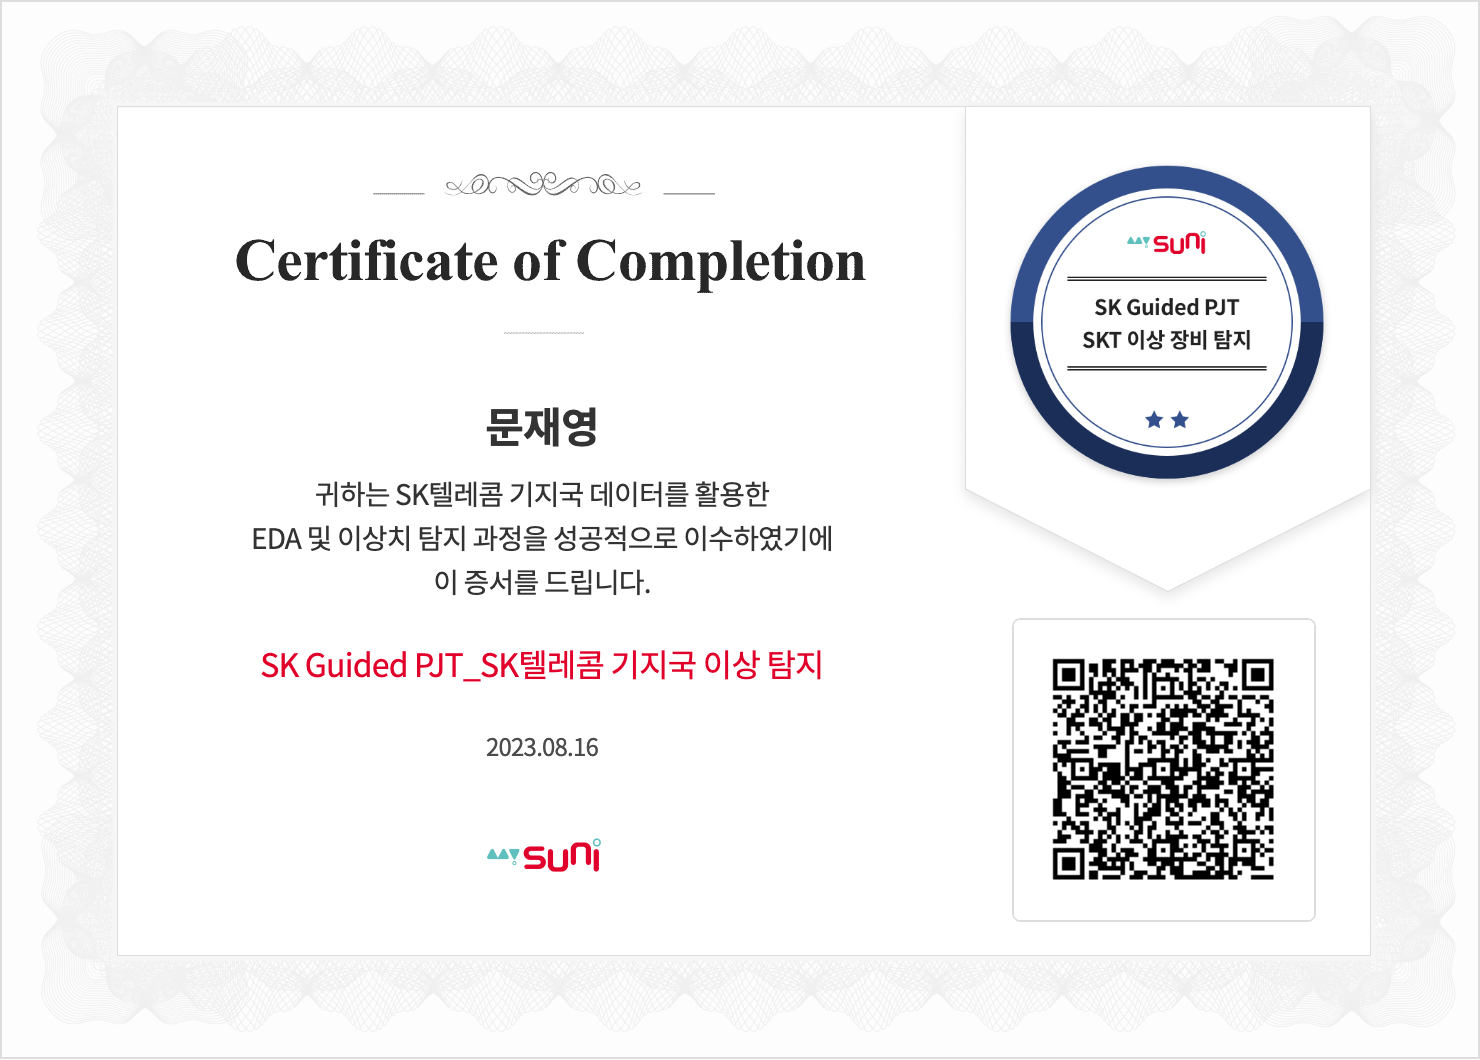 Certificate of Completion
문재영
귀하는 SK텔레콤 기지국 데이터를 활용한
EDA 및 이상치 탐지 과정을 성공적으로 이수하였기에
이 증서를 드립니다.
SK Guided PJT_SK텔레콤 기지국 이상 탐지
2023.08.16
mySUNI
mySUNI
SK Guided PJT
SKT 이상 장비 탐지